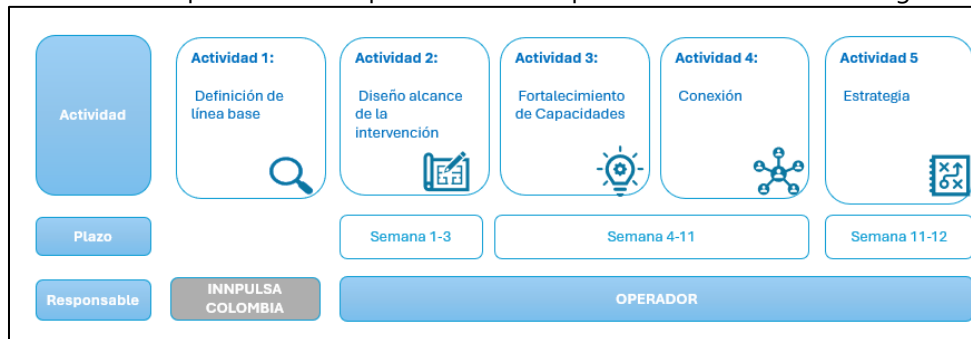 Actividad
Actividad 1:
Definición de
línea base
Actividad 2:
Diseño alcance
de la
intervención
Actividad 3:
Fortalecimiento
de Capacidades
Actividad 4:
Conexión
Actividad 5
Estrategia
Plazo
Semana 1-3
Semana 4-11
Semana 11-12
Responsable
INNPULSA
COLOMBIA
OPERADOR